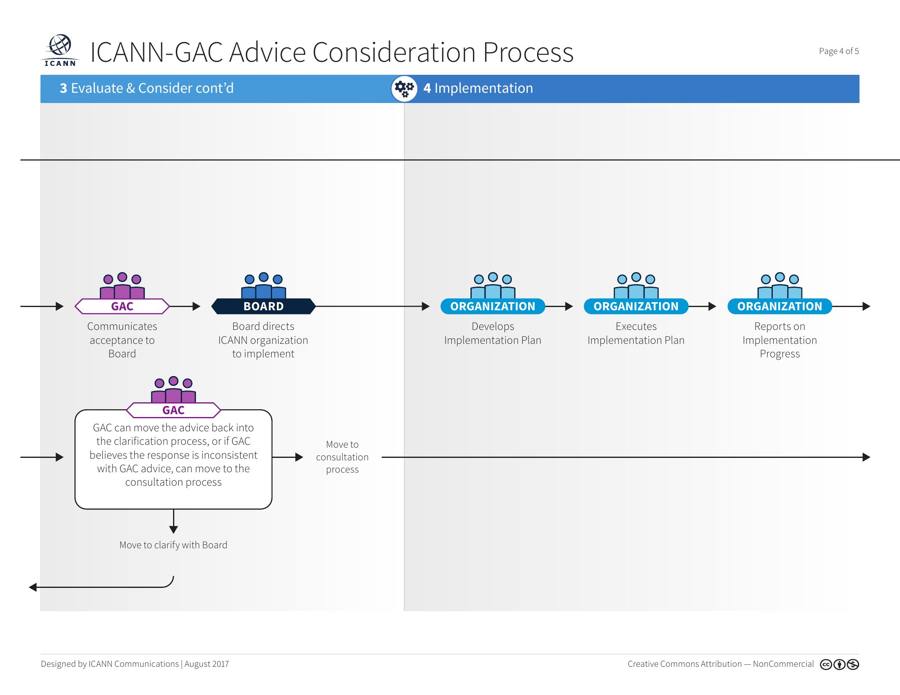 ICANN
ICANN-GAC Advice Consideration Process
Page 4 of 5
3 Evaluate & Consider cont’d
4 Implementation
GAC
Communicates
acceptance to
Board
BOARD
Board directs
ICANN organization
to implement
ORGANIZATION
Develops
Implementation Plan
ORGANIZATION
Executes
Implementation Plan
ORGANIZATION
Reports on
Implementation
Progress
GAC
GAC can move the advice back into
the clarification process, or if GAC
believes the response is inconsistent
with GAC advice, can move to the
consultation process
Move to
consultation
process
Move to clarify with Board
Designed by ICANN Communications | August 2017
Creative Commons Attribution — NonCommercial